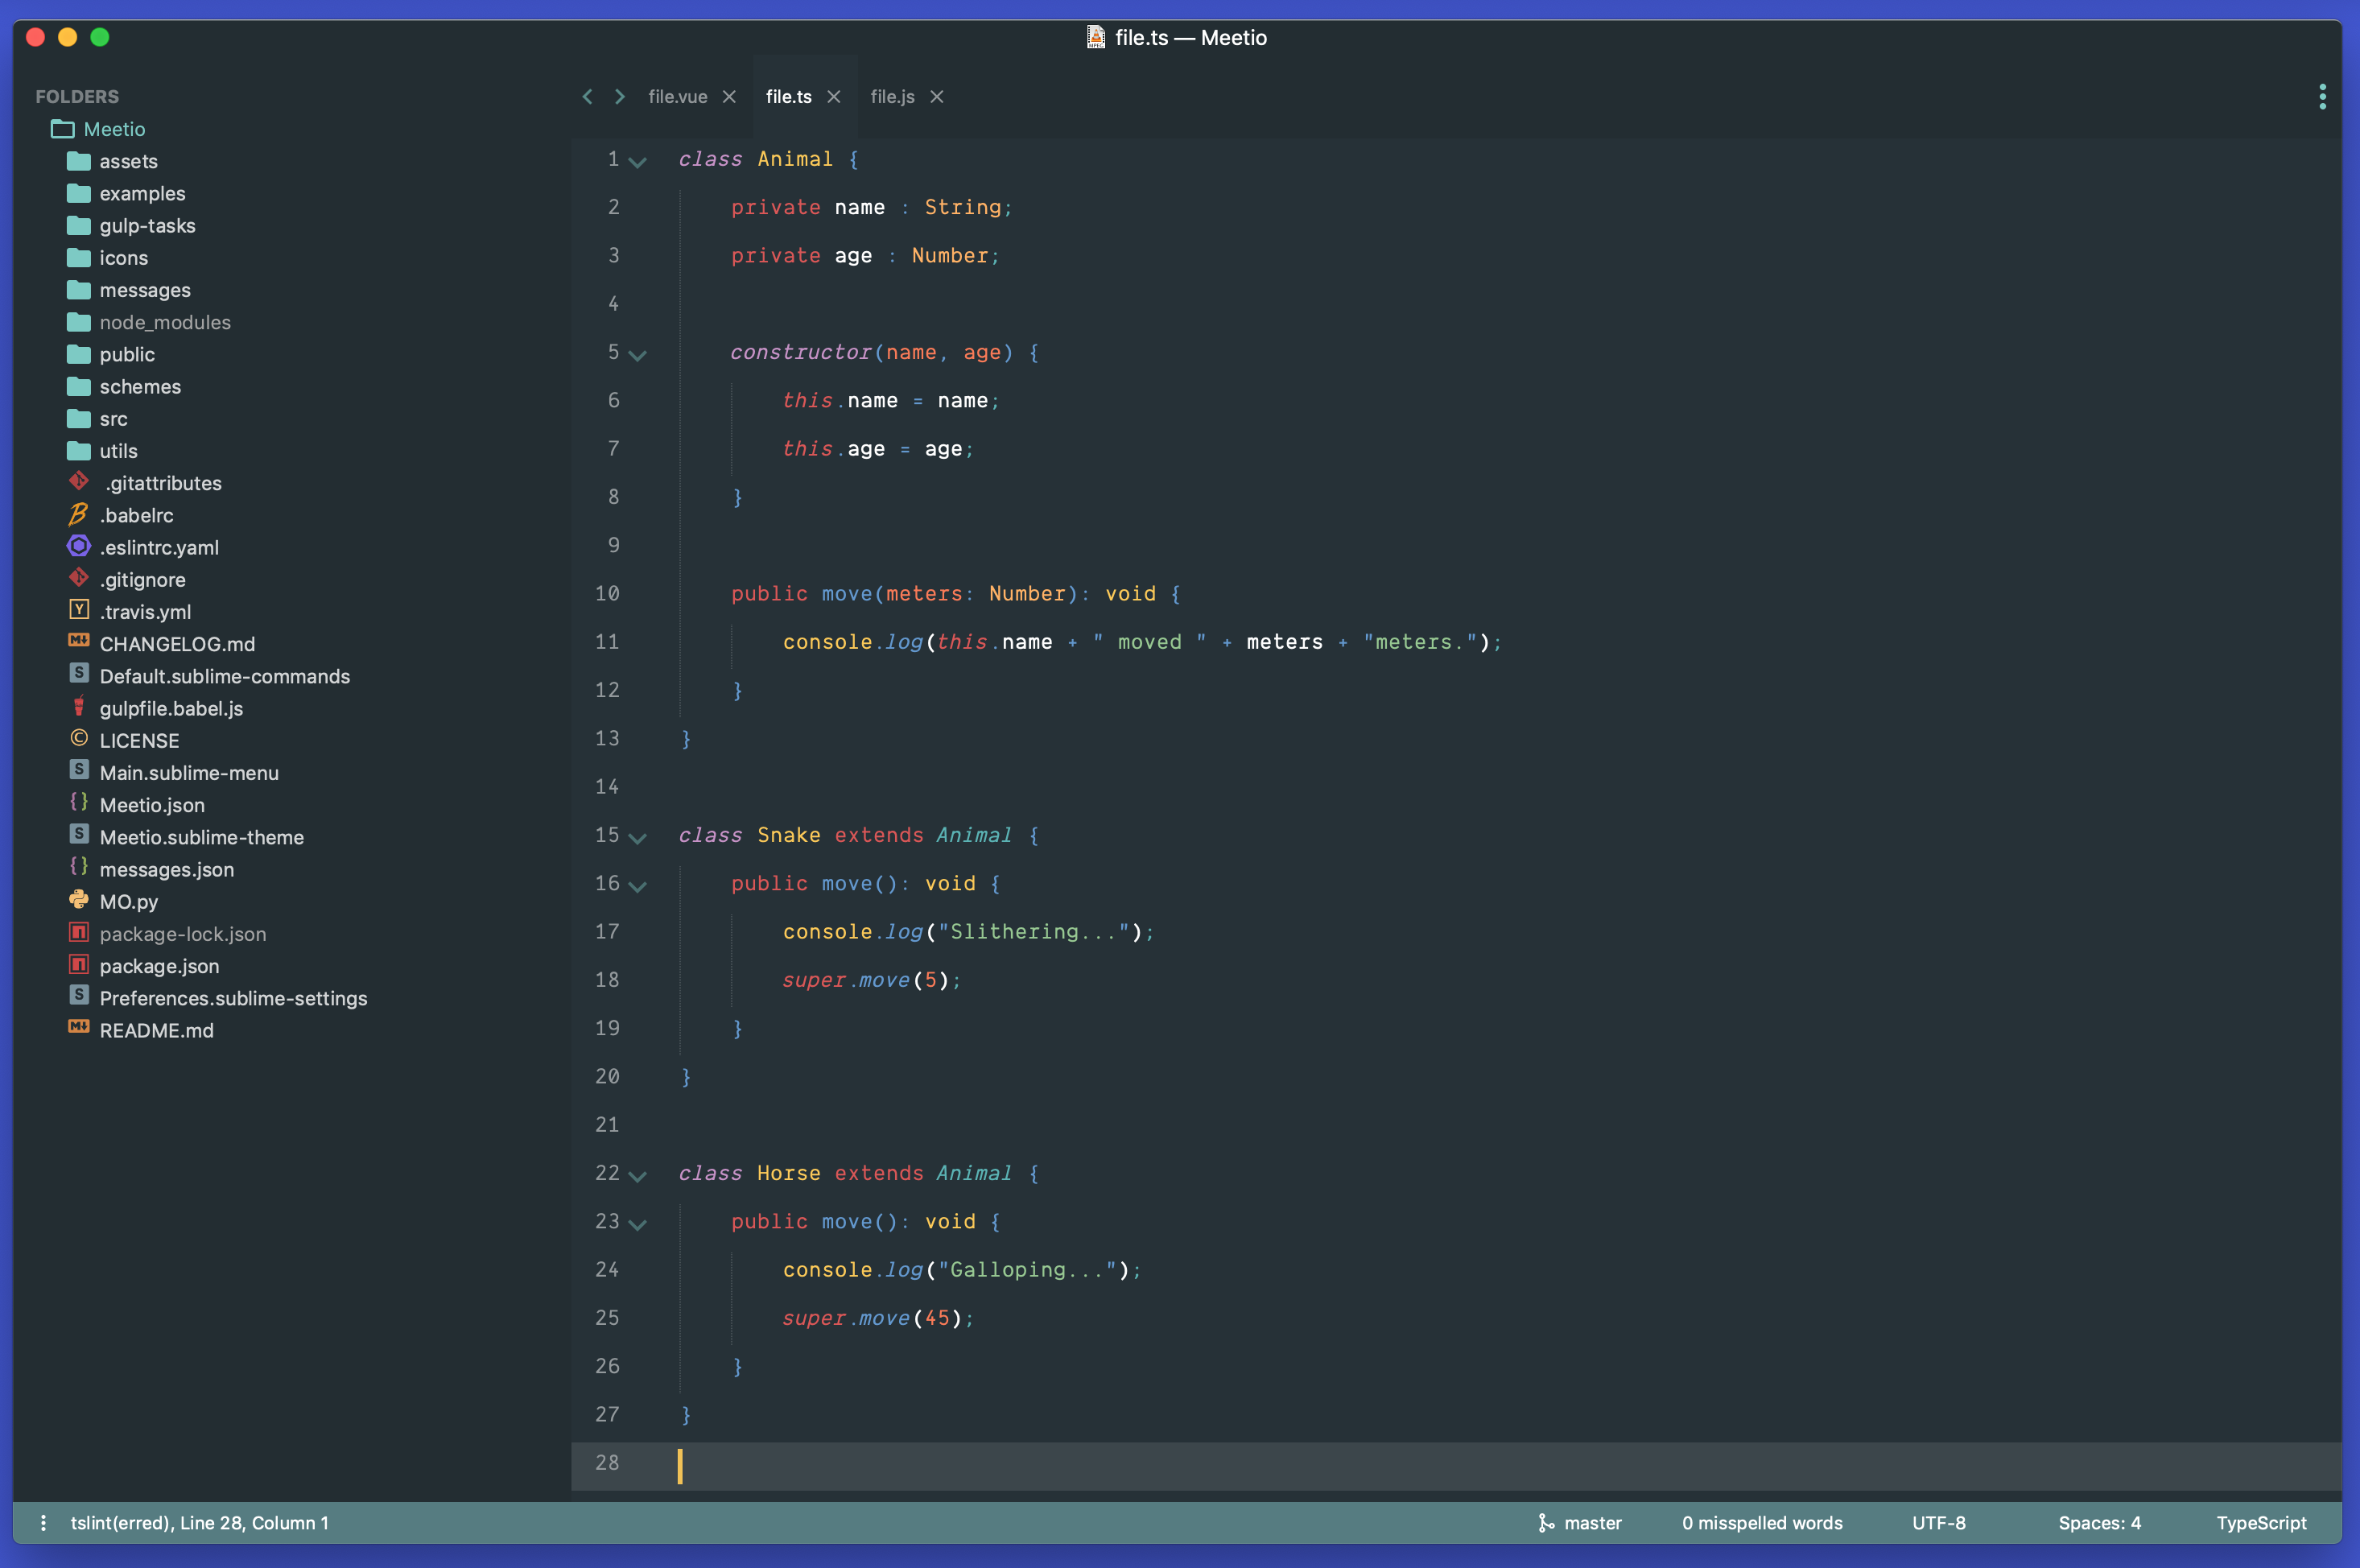 file.ts — Meetio
FOLDERS
Meetio
assets
examples
gulp-tasks
icons
messages
node_modules
public
schemes
src
utils
.gitattributes
.babelrc
.eslintrc.yaml
.gitignore
.travis.yml
CHANGELOG.md
Default.sublime-commands
gulpfile.babel.js
LICENSE
Main.sublime-menu
Meetio.json
Meetio.sublime-theme
messages.json
MO.py
package-lock.json
package.json
Preferences.sublime-settings
README.md
file.vue file.ts file.js
1 class Animal {
2     private name : String;
3     private age : Number;
4
5     constructor(name, age) {
6         this.name = name;
7         this.age = age;
8     }
9
10     public move(meters: Number): void {
11         console.log(this.name + " moved " + meters + "meters.");
12     }
13 }
14
15 class Snake extends Animal {
16     public move(): void {
17         console.log("Slithering...");
18         super.move(5);
19     }
20 }
21
22 class Horse extends Animal {
23     public move(): void {
24         console.log("Galloping...");
25         super.move(45);
26     }
27 }
28
tslint(erred), Line 28, Column 1 master 0 misspelled words UTF-8 Spaces: 4 TypeScript